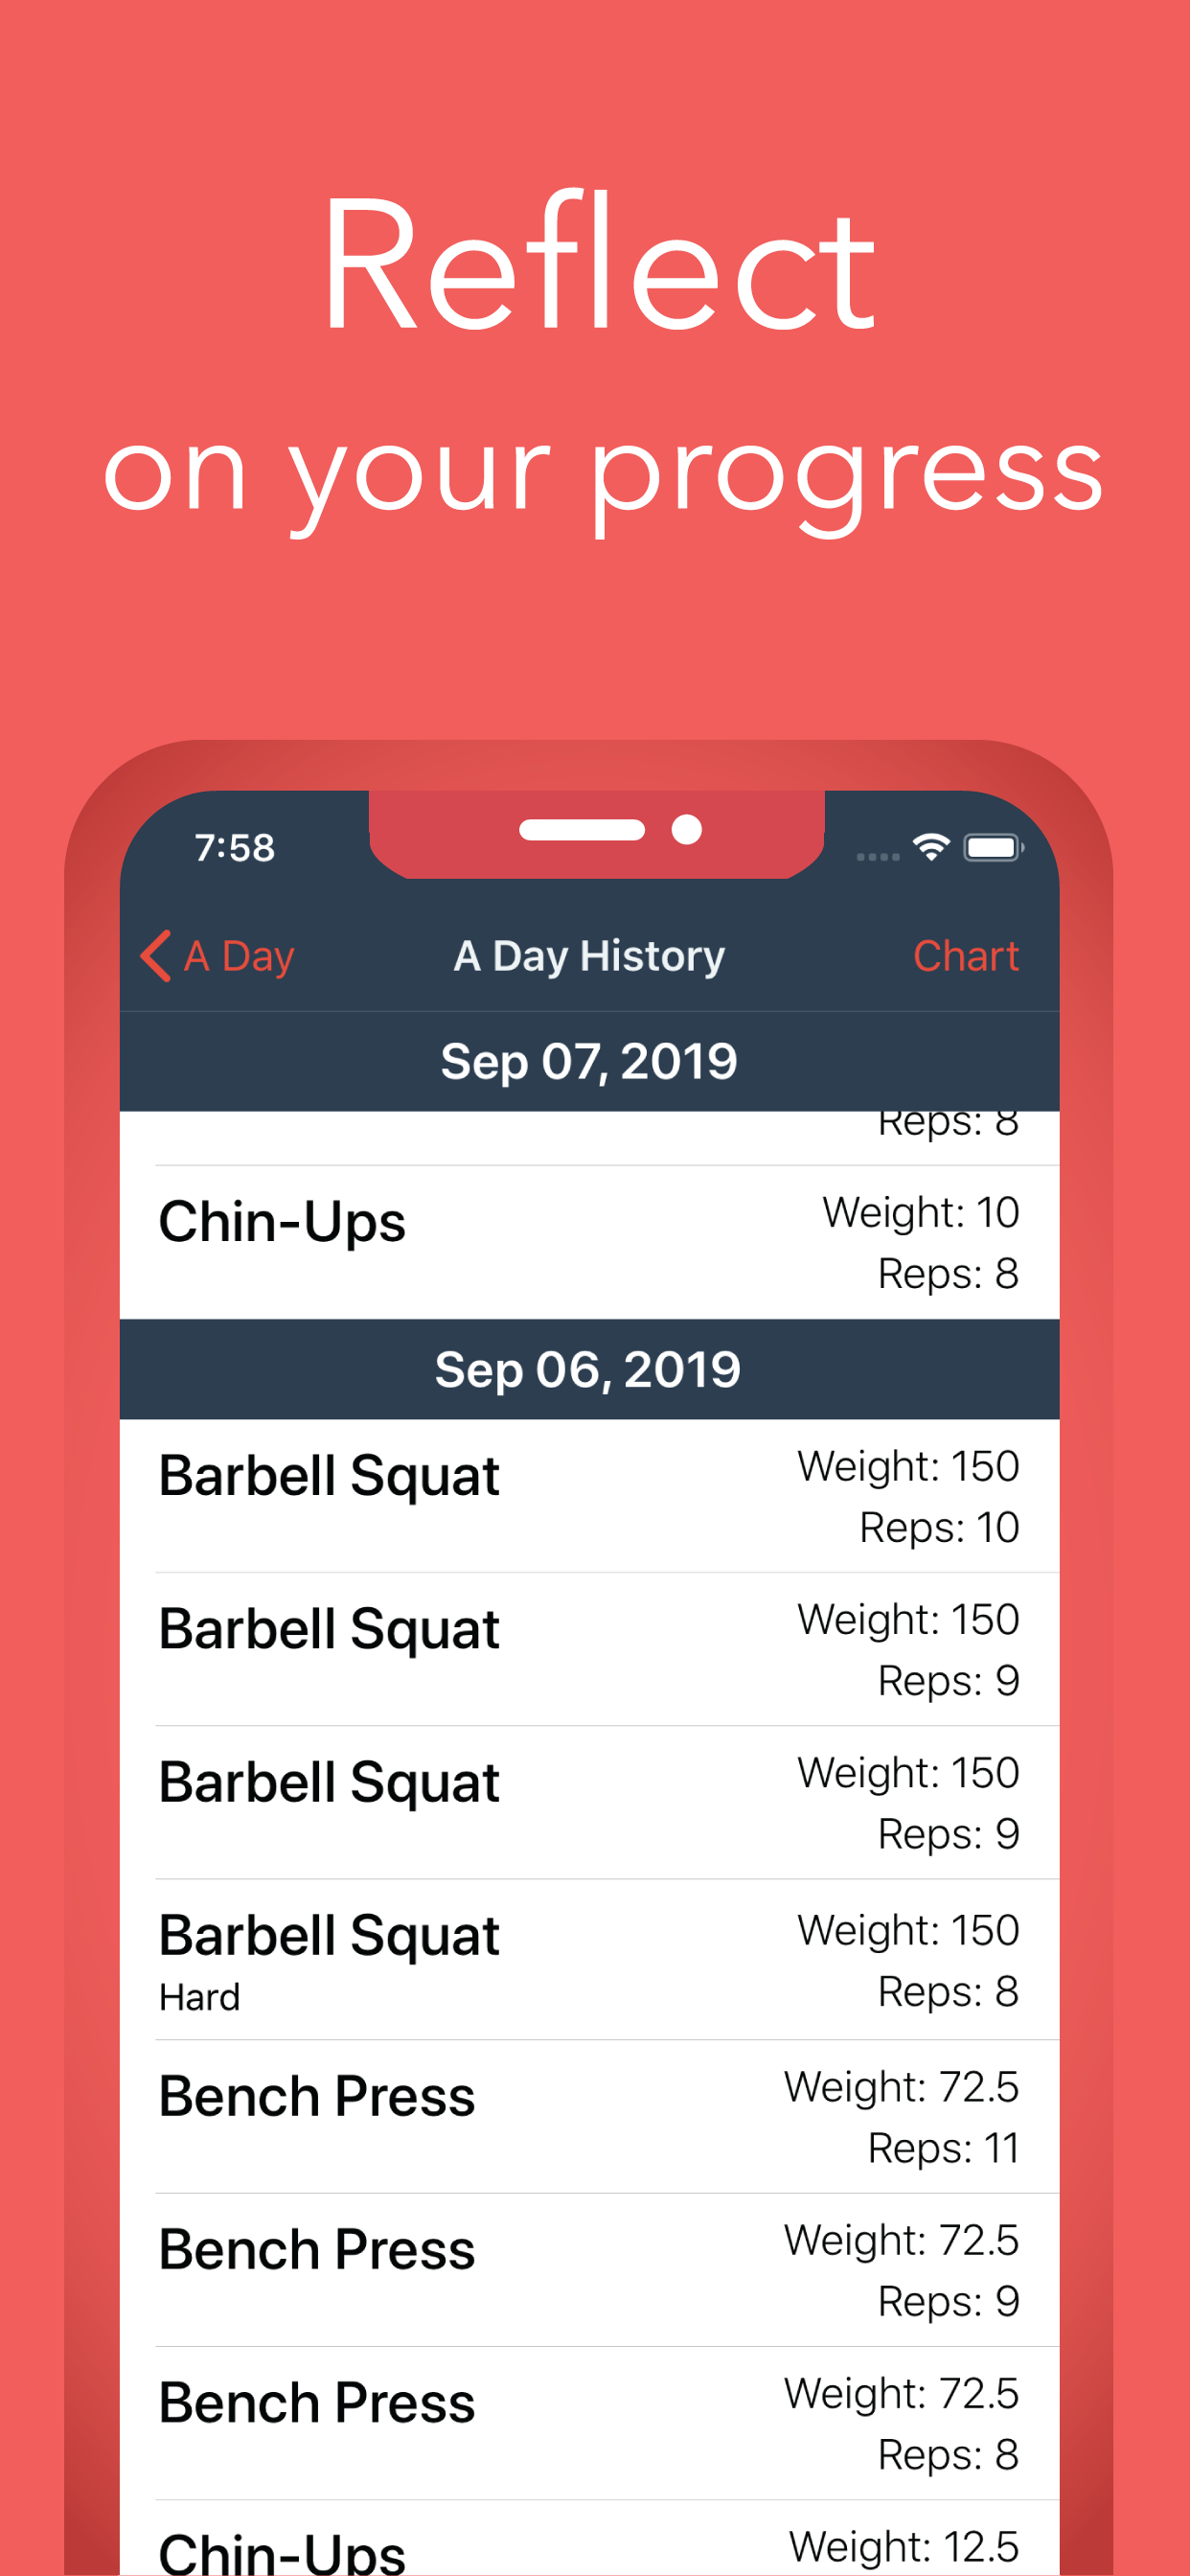 Reflect
on your progress
7:58
A Day
A Day History
Chart
Sep 07, 2019
Reps: 8
Chin-Ups
Weight: 10
Reps: 8
Sep 06, 2019
Barbell Squat
Weight: 150
Reps: 10
Barbell Squat
Weight: 150
Reps: 9
Barbell Squat
Weight: 150
Reps: 9
Barbell Squat
Weight: 150
Hard
Reps: 8
Bench Press
Weight: 72.5
Reps: 11
Bench Press
Weight: 72.5
Reps: 9
Bench Press
Weight: 72.5
Reps: 8
Chin-Ups
Weight: 12.5